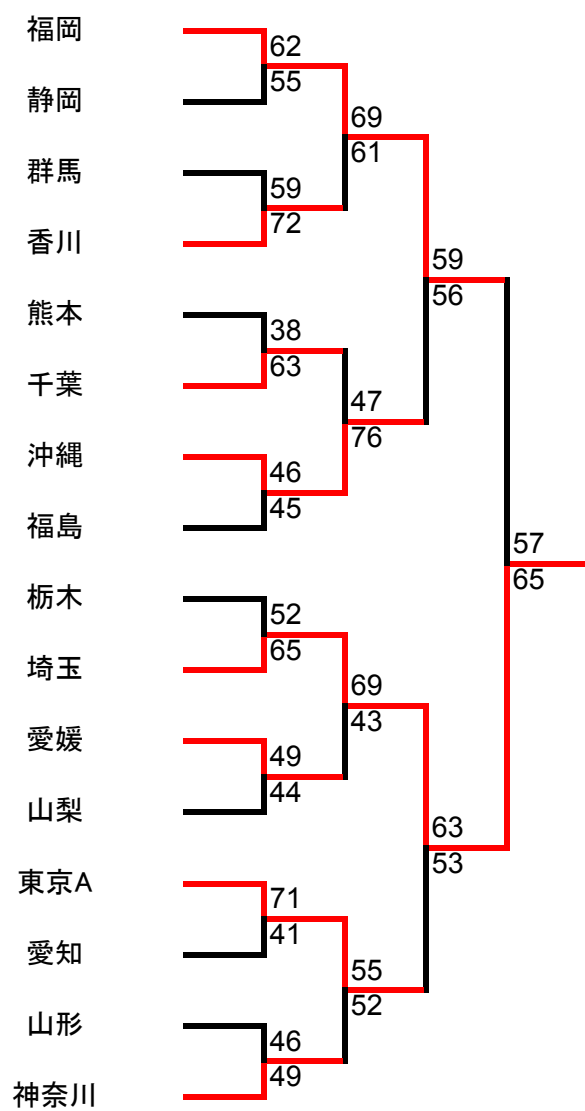 福岡
62
55
静岡
69
61
群馬
59
72
香川
59
56
熊本
38
63
千葉
47
76
沖縄
46
45
福島
57
65
栃木
52
65
埼玉
69
43
愛媛
49
44
山梨
63
53
東京A
71
41
愛知
55
52
山形
46
49
神奈川